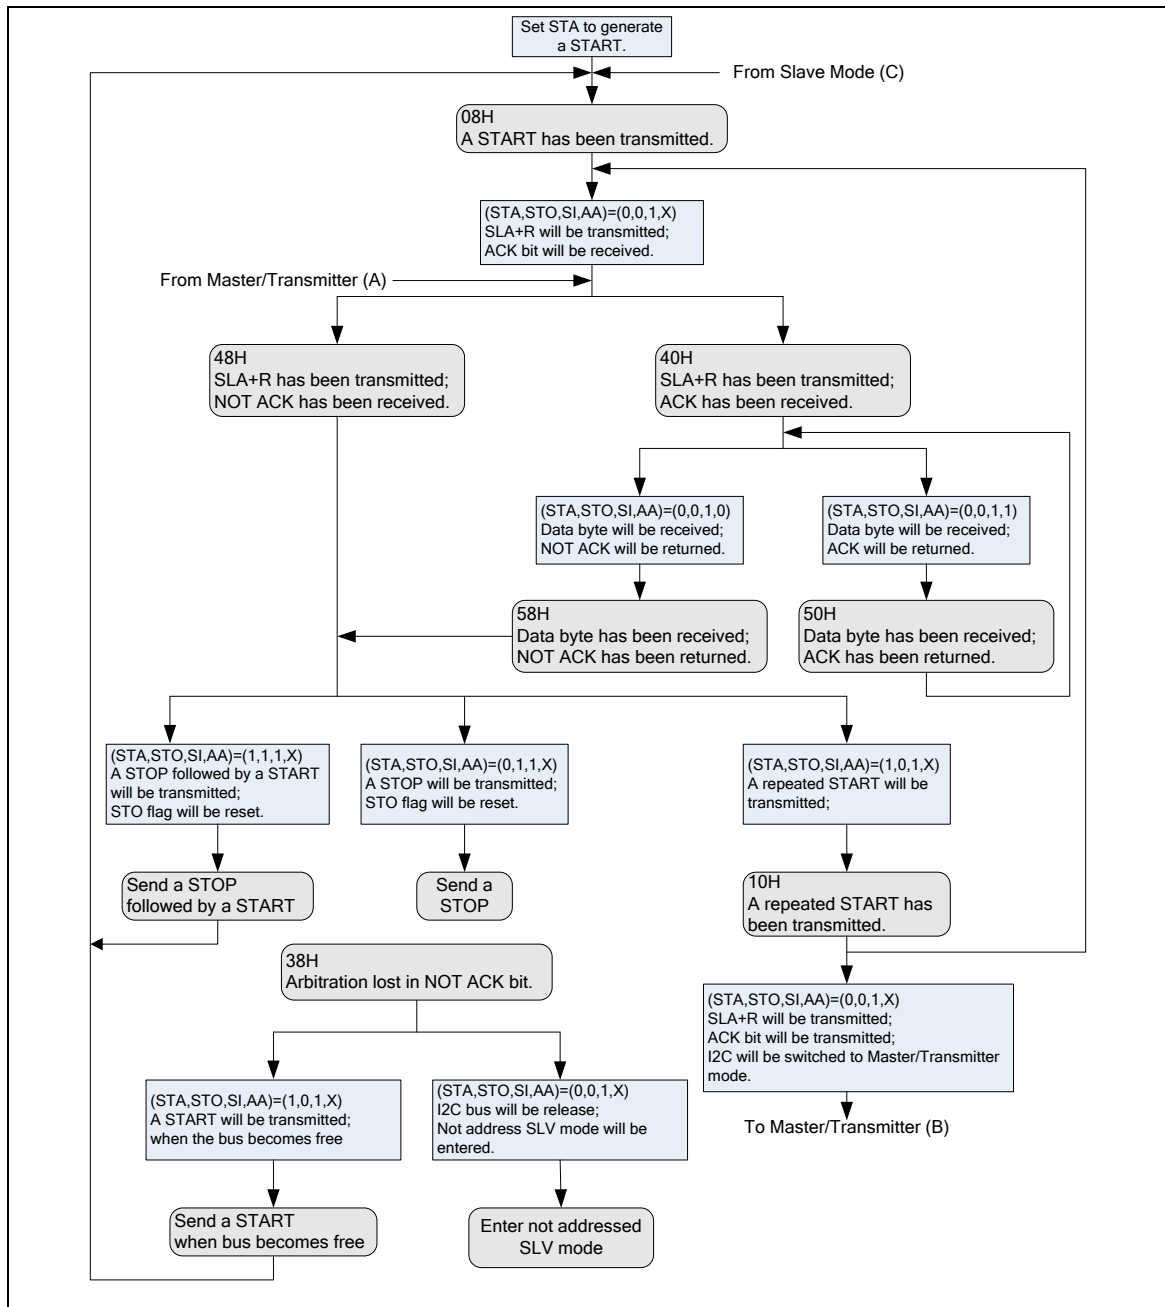 Set STA to generate
a START.
From Slave Mode (C)
08H
A START has been transmitted.
(STA,STO,SI,AA)=(0,0,1,X)
SLA+R will be transmitted;
ACK bit will be received.
From Master/Transmitter (A)
48H
SLA+R has been transmitted;
NOT ACK has been received.
40H
SLA+R has been transmitted;
ACK has been received.
(STA,STO,SI,AA)=(0,0,1,0)
Data byte will be received;
NOT ACK will be returned.
(STA,STO,SI,AA)=(0,0,1,1)
Data byte will be received;
ACK will be returned.
58H
Data byte has been received;
NOT ACK has been returned.
50H
Data byte has been received;
ACK has been returned.
(STA,STO,SI,AA)=(1,1,1,X)
A STOP followed by a START
will be transmitted;
STO flag will be reset.
(STA,STO,SI,AA)=(0,1,1,X)
A STOP will be transmitted;
STO flag will be reset.
(STA,STO,SI,AA)=(1,0,1,X)
A repeated START will be
transmitted;
Send a STOP
followed by a START
Send a
STOP
10H
A repeated START has
been transmitted.
38H
Arbitration lost in NOT ACK bit.
(STA,STO,SI,AA)=(0,0,1,X)
SLA+R will be transmitted;
ACK bit will be transmitted;
I2C will be switched to Master/Transmitter
mode.
(STA,STO,SI,AA)=(1,0,1,X)
A START will be transmitted;
when the bus becomes free
(STA,STO,SI,AA)=(0,0,1,X)
I2C bus will be release;
Not address SLV mode will be
entered.
To Master/Transmitter (B)
Send a START
when bus becomes free
Enter not addressed
SLV mode